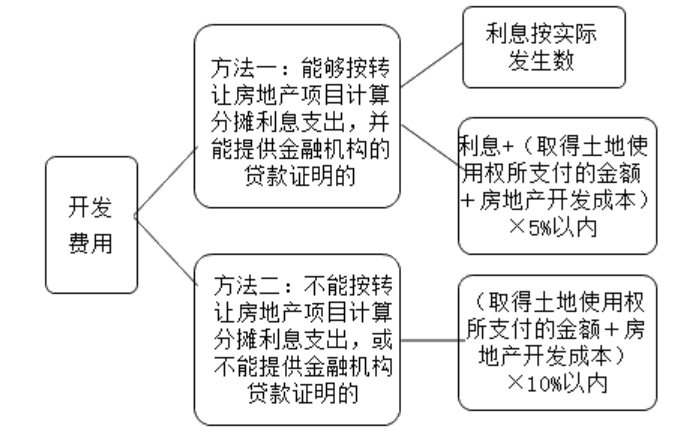 开发
费用
方法一：能够按转
让房地产项目计算
分摊利息支出，并
能提供金融机构的
贷款证明的
利息按实际
发生数
利息+（取得土地使
用权所支付的金额
＋房地产开发成本）
×5%以内
方法二：不能按转
让房地产项目计算
分摊利息支出，或
不能提供金融机构
贷款证明的
（取得土地使用权
所支付的金额＋房
地产开发成本）
×10%以内